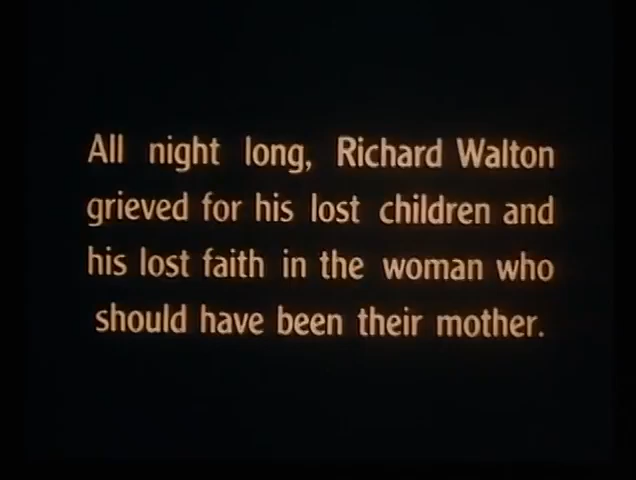 All night long, Richard Walton
grieved for his lost children and
his lost faith in the woman who
should have been their mother.